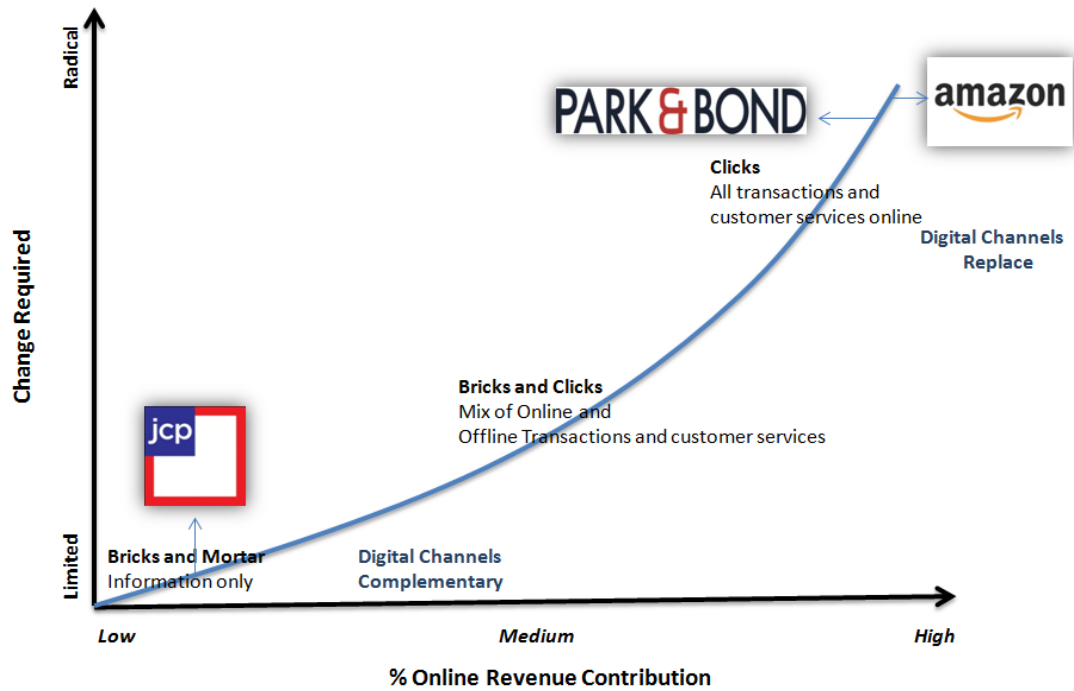 Radical
PARK & BOND
amazon
Clicks
All transactions and
customer services online
Digital Channels
Replace
Change Required
Bricks and Clicks
Mix of Online and
Offline Transactions and customer services
jcp
Limited
Bricks and Mortar
Information only
Digital Channels
Complementary
Low
Medium
High
% Online Revenue Contribution